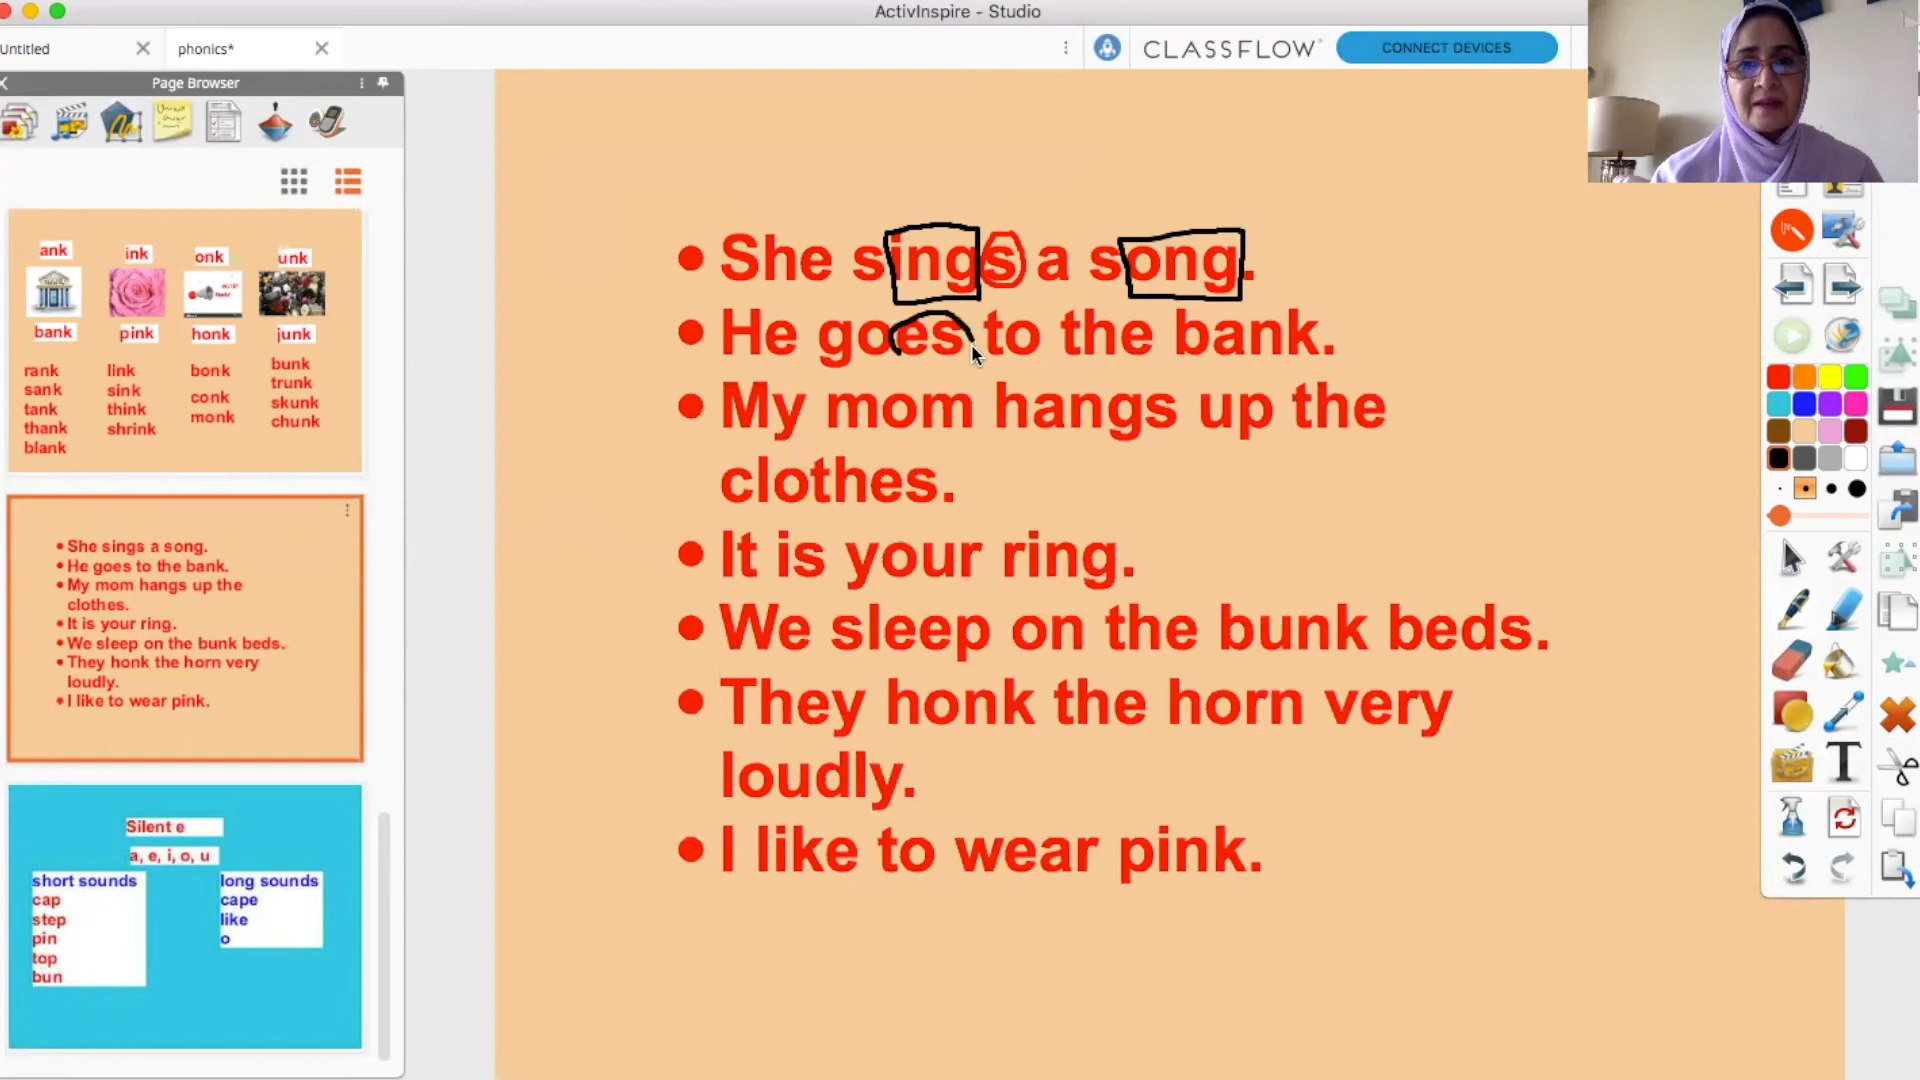 ActivInspire - Studio
Untitled
phonics*
CLASSFLOW
CONNECT DEVICES
Page Browser
ank ink onk unk
bank pink honk junk
rank link bonk bunk
sank sink conk trunk
tank think monk skunk
thank shrink chunk
blank
• She sings a song.
• He goes to the bank.
• My mom hangs up the
clothes.
• It is your ring.
• We sleep on the bunk beds.
• They honk the horn very
loudly.
• I like to wear pink.
Silent e
a, e, i, o, u
short sounds long sounds
cap cape
step like
pin o
top
bun
• She sings a song.
• He goes to the bank.
• My mom hangs up the
clothes.
• It is your ring.
• We sleep on the bunk beds.
• They honk the horn very
loudly.
• I like to wear pink.
T